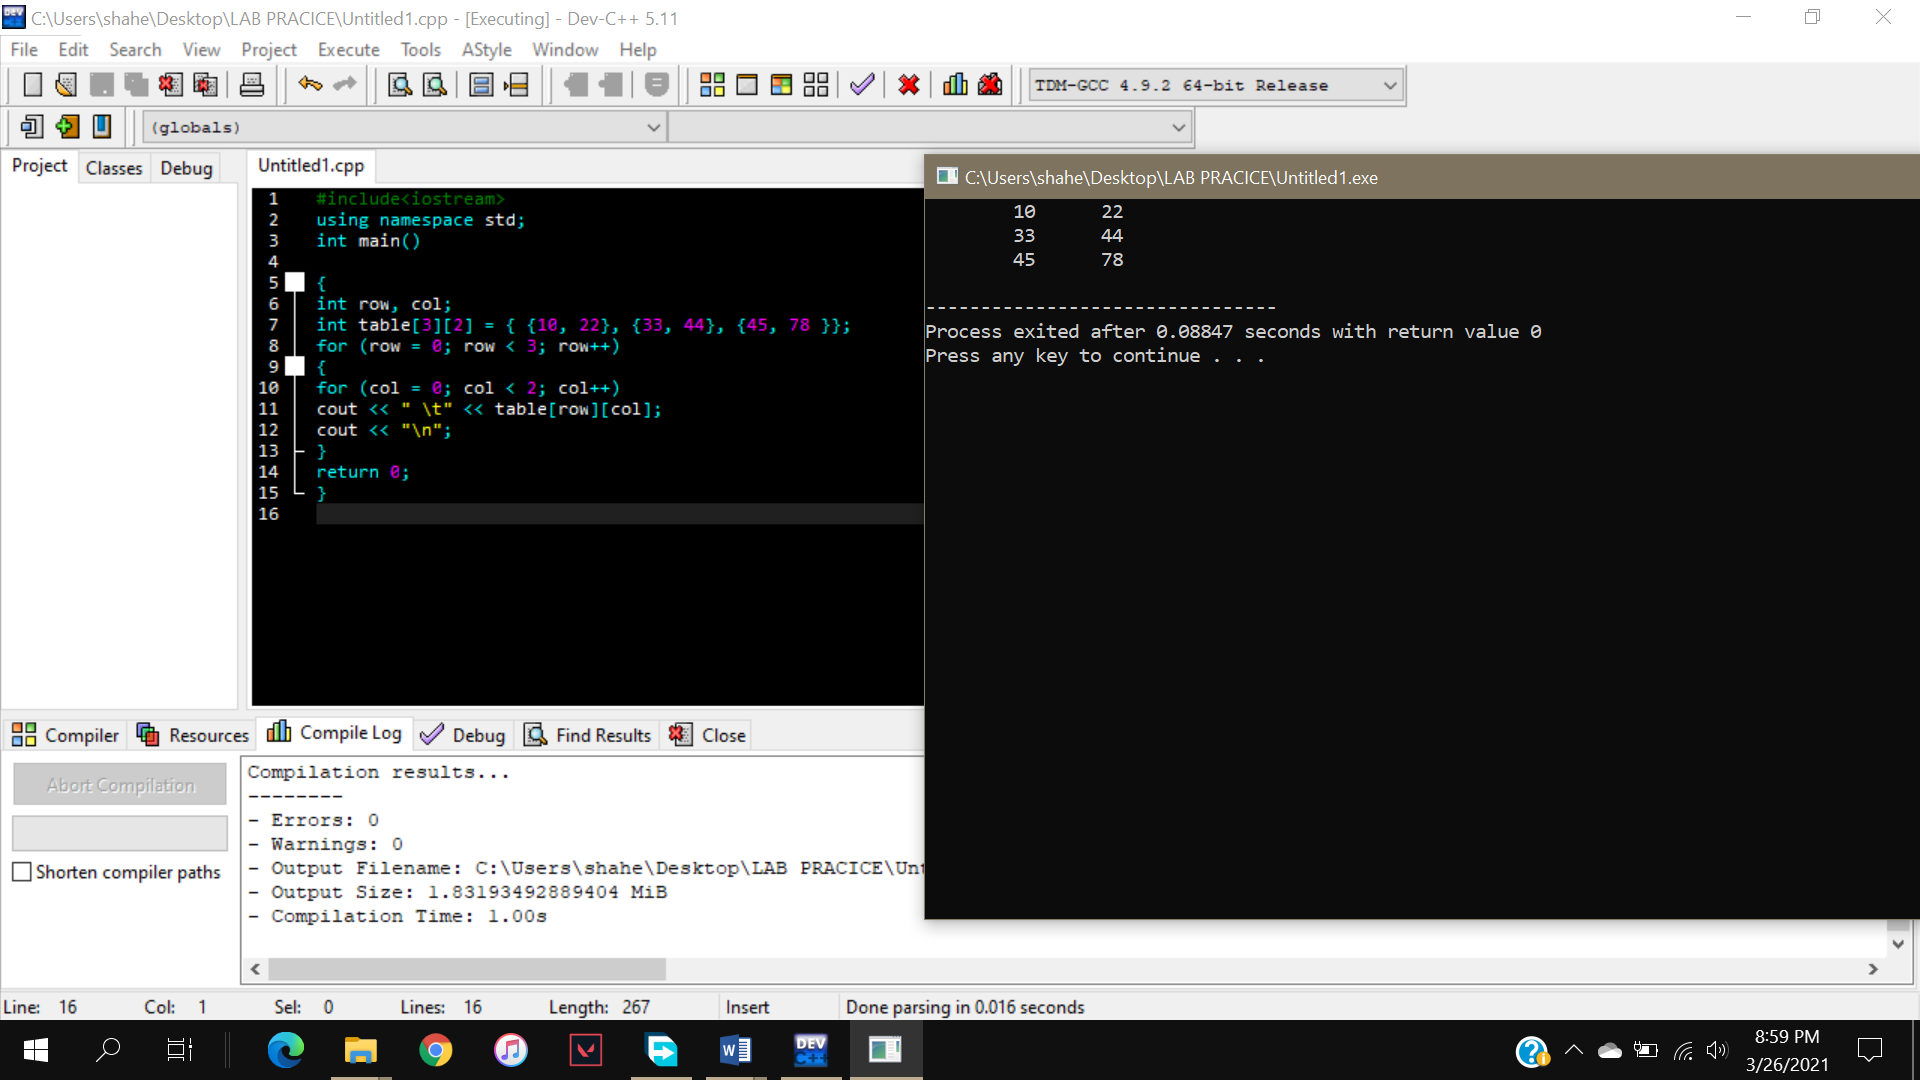 C:\Users\shahe\Desktop\LAB PRACICE\Untitled1.cpp - [Executing] - Dev-C++ 5.11
File Edit Search View Project Execute Tools AStyle Window Help
TDM-GCC 4.9.2 64-bit Release
(globals)
Project Classes Debug
Untitled1.cpp
1 #include<iostream>
2 using namespace std;
3 int main()
4
5 {
6 int row, col;
7 int table[3][2] = { {10, 22}, {33, 44}, {45, 78 }};
8 for (row = 0; row < 3; row++)
9 {
10 for (col = 0; col < 2; col++)
11 cout << " \t" << table[row][col];
12 cout << "\n";
13 }
14 return 0;
15 }
16
C:\Users\shahe\Desktop\LAB PRACICE\Untitled1.exe
10 22
33 44
45 78
--------------------------------
Process exited after 0.08847 seconds with return value 0
Press any key to continue . . .
Compiler Resources Compile Log Debug Find Results Close
Abort Compilation
Shorten compiler paths
Compilation results...
--------
- Errors: 0
- Warnings: 0
- Output Filename: C:\Users\shahe\Desktop\LAB PRACICE\Unt
- Output Size: 1.83193492889404 MiB
- Compilation Time: 1.00s
Line: 16 Col: 1 Sel: 0 Lines: 16 Length: 267 Insert Done parsing in 0.016 seconds
DEV
C++
8:59 PM
3/26/2021